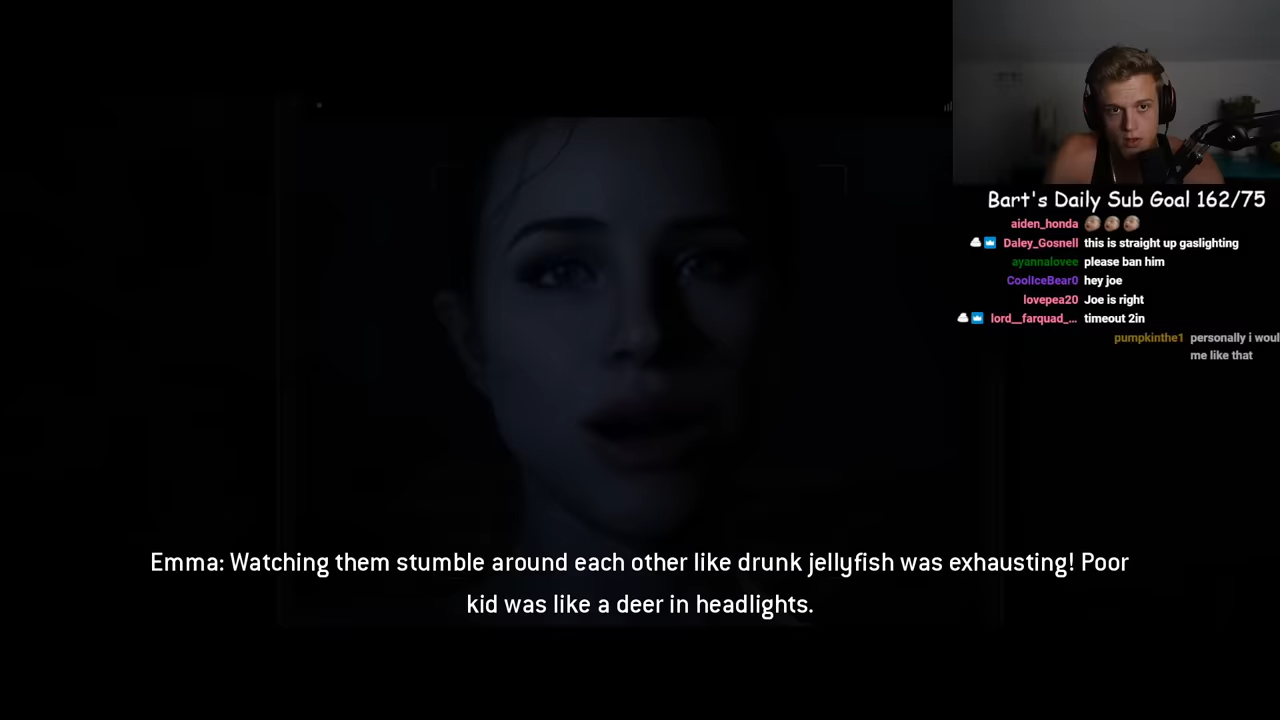 Bart's Daily Sub Goal 162/75
aiden_honda
Daley_Gosnell this is straight up gaslighting
ayannalovee please ban him
CoolIceBear0 hey joe
lovepea20 Joe is right
lord__farquad_... timeout 2in
pumpkinthe1 personally i woul
me like that
Emma: Watching them stumble around each other like drunk jellyfish was exhausting! Poor
kid was like a deer in headlights.